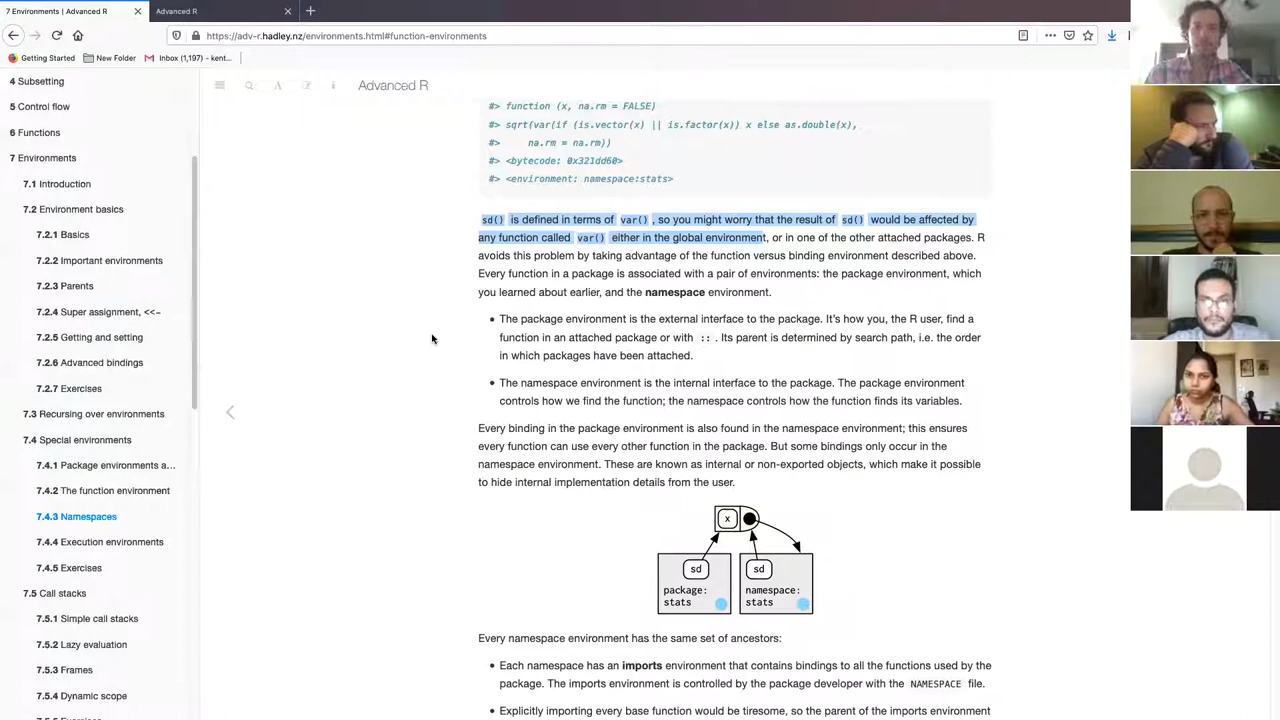 7 Environments | Advanced R
Advanced R
https://adv-r.hadley.nz/environments.html#function-environments
Getting Started
New Folder
Inbox (1,197) - kent...
4 Subsetting
5 Control flow
6 Functions
7 Environments
7.1 Introduction
7.2 Environment basics
7.2.1 Basics
7.2.2 Important environments
7.2.3 Parents
7.2.4 Super assignment, <<-
7.2.5 Getting and setting
7.2.6 Advanced bindings
7.2.7 Exercises
7.3 Recursing over environments
7.4 Special environments
7.4.1 Package environments a...
7.4.2 The function environment
7.4.3 Namespaces
7.4.4 Execution environments
7.4.5 Exercises
7.5 Call stacks
7.5.1 Simple call stacks
7.5.2 Lazy evaluation
7.5.3 Frames
7.5.4 Dynamic scope
Advanced R
#> function (x, na.rm = FALSE)
#> sqrt(var(if (is.vector(x) || is.factor(x)) x else as.double(x),
#> na.rm = na.rm))
#> <bytecode: 0x321dd60>
#> <environment: namespace:stats>
sd() is defined in terms of var() , so you might worry that the result of sd() would be affected by
any function called var() either in the global environment, or in one of the other attached packages. R
avoids this problem by taking advantage of the function versus binding environment described above.
Every function in a package is associated with a pair of environments: the package environment, which
you learned about earlier, and the namespace environment.
• The package environment is the external interface to the package. It's how you, the R user, find a
function in an attached package or with :: . Its parent is determined by search path, i.e. the order
in which packages have been attached.
• The namespace environment is the internal interface to the package. The package environment
controls how we find the function; the namespace controls how the function finds its variables.
Every binding in the package environment is also found in the namespace environment; this ensures
every function can use every other function in the package. But some bindings only occur in the
namespace environment. These are known as internal or non-exported objects, which make it possible
to hide internal implementation details from the user.
x
sd
sd
package:
stats
namespace:
stats
Every namespace environment has the same set of ancestors:
• Each namespace has an imports environment that contains bindings to all the functions used by the
package. The imports environment is controlled by the package developer with the NAMESPACE file.
• Explicitly importing every base function would be tiresome, so the parent of the imports environment